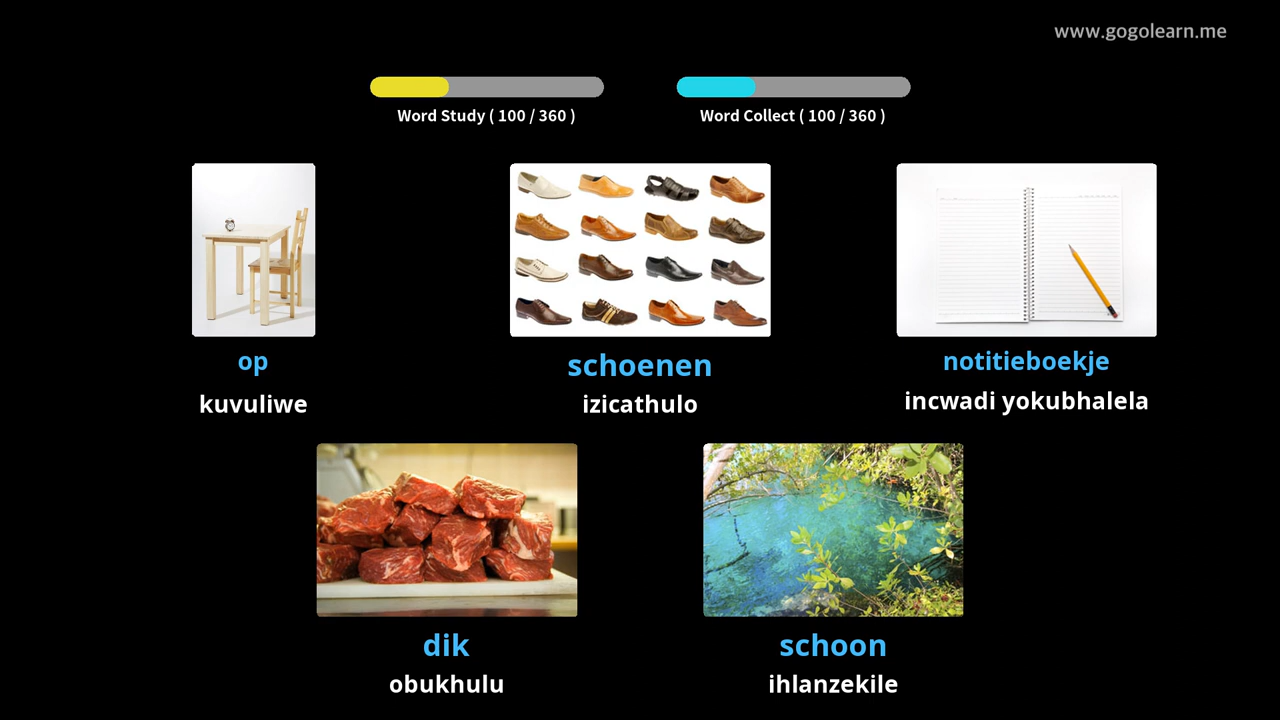 www.gogolearn.me
Word Study ( 100 / 360 )
Word Collect ( 100 / 360 )
op
kuvuliwe
schoenen
izicathulo
notitieboekje
incwadi yokubhalela
dik
obukhulu
schoon
ihlanzekile